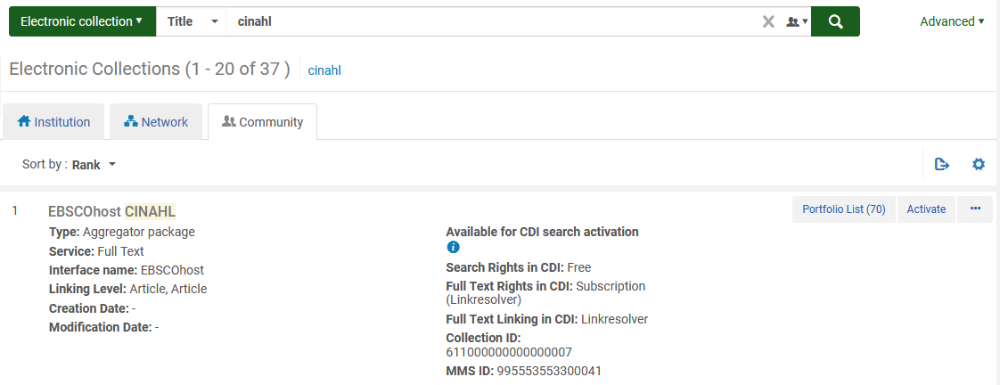 Electronic collection Title cinahl Advanced
Electronic Collections (1 - 20 of 37 ) cinahl
Institution Network Community
Sort by : Rank
1 EBSCOhost CINAHL Portfolio List (70) Activate ...
Type: Aggregator package
Service: Full Text
Interface name: EBSCOhost
Linking Level: Article, Article
Creation Date: -
Modification Date: -
Available for CDI search activation
i
Search Rights in CDI: Free
Full Text Rights in CDI: Subscription
(Linkresolver)
Full Text Linking in CDI: Linkresolver
Collection ID:
611000000000000007
MMS ID: 995553553300041